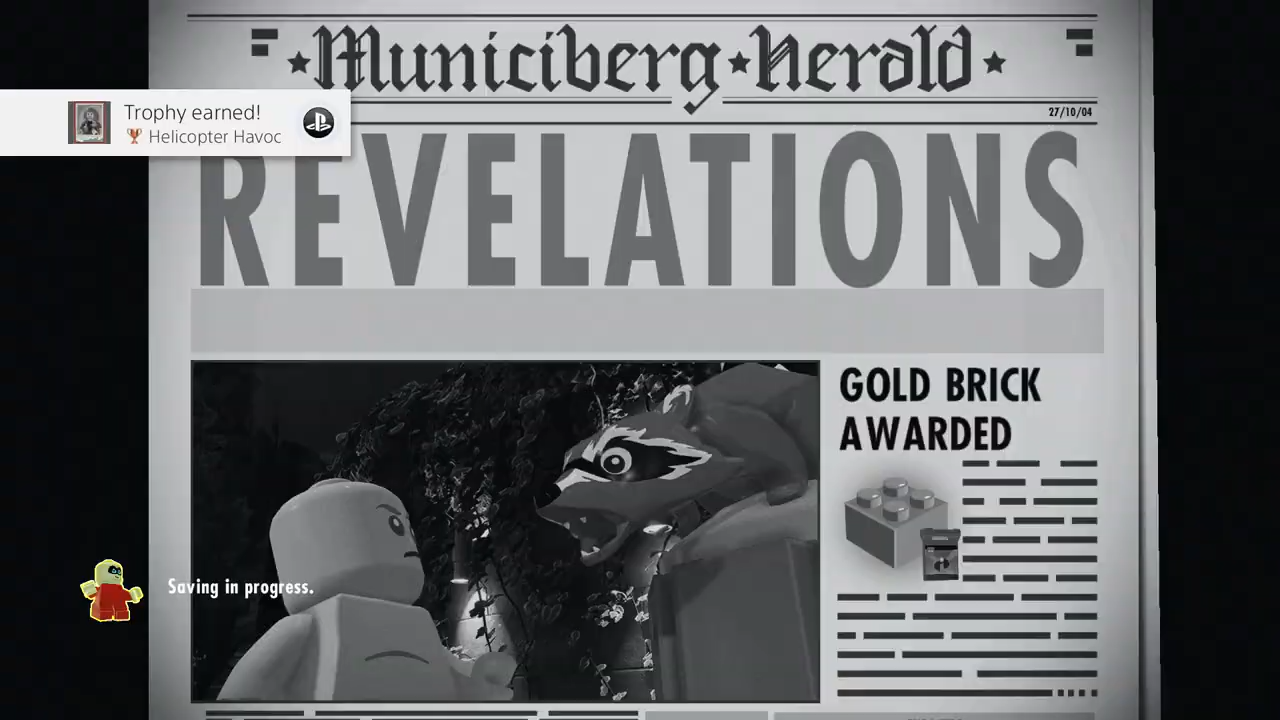 Municiberg Herald
27/10/04
Trophy earned!
Helicopter Havoc
REVELATIONS
GOLD BRICK
AWARDED
Saving in progress.